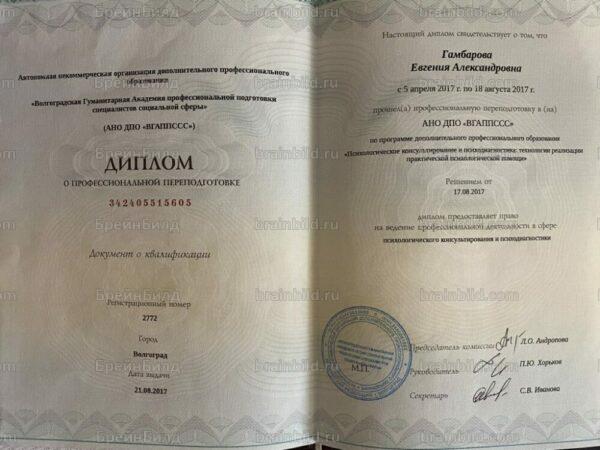 Автономная некоммерческая организация дополнительного профессионального
образования
«Волгоградская Гуманитарная Академия профессиональной подготовки
специалистов социальной сферы»
(АНО ДПО «ВГАППССС»)
ДИПЛОМ
О ПРОФЕССИОНАЛЬНОЙ ПЕРЕПОДГОТОВКЕ
342405515605
Документ о квалификации
Регистрационный номер
2772
Город
Волгоград
Дата выдачи
21.08.2017
Настоящий диплом свидетельствует о том, что
Гамбарова
Евгения Александровна
с 5 апреля 2017 г. по 18 августа 2017 г.
прошел(а) профессиональную переподготовку в (на)
АНО ДПО «ВГАППССС»
по программе дополнительного профессионального образования
«Психологическое консультирование и психодиагностика: технологии реализации
практической психологической помощи»
Решением от
17.08.2017
диплом предоставляет право
на ведение профессиональной деятельности в сфере
психологического консультирования и психодиагностики
Председатель комиссии Л.О. Андропова
М.П.
Руководитель П.Ю. Хорьков
Секретарь С.В. Иванова
БрейнБилд
brainbild.ru